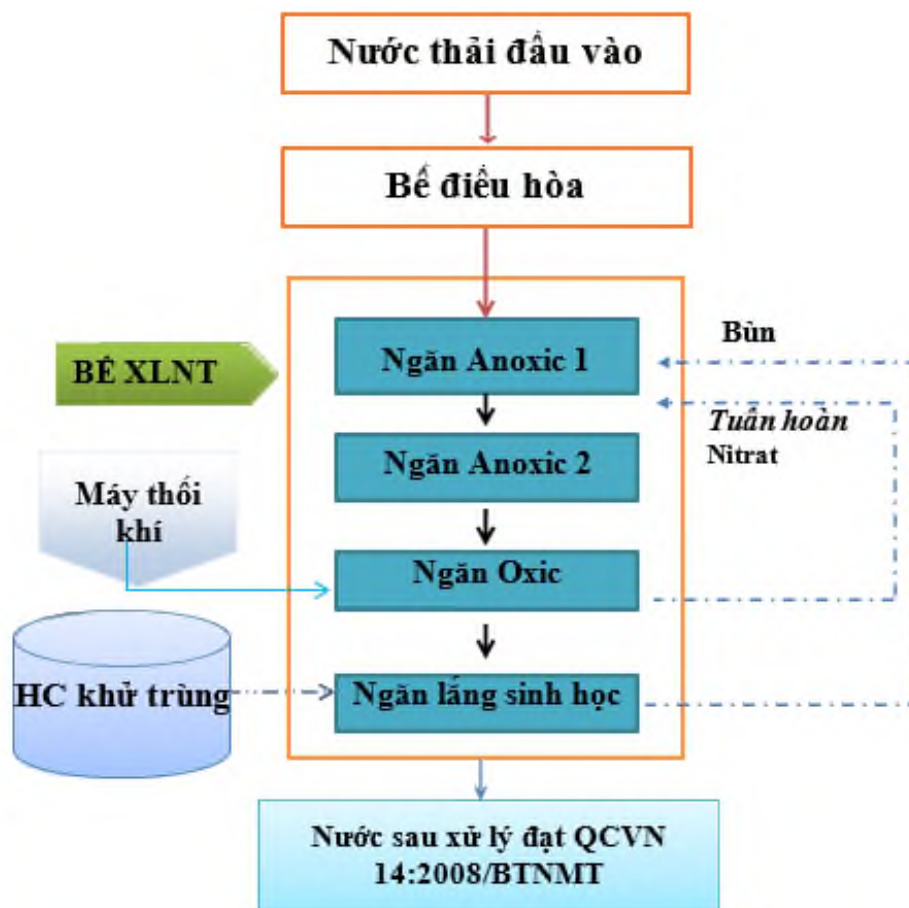 Nước thải đầu vào
Bế điều hòa
Ngăn Anoxic 1
Bùn
BỂ XLNT
Tuần hoàn
Nitrat
Ngăn Anoxic 2
Máy thối
khí
Ngăn Oxic
HC khử trùng
Ngăn lắng sinh học
Nước sau xử lý đạt QCVN
14:2008/BTNMT